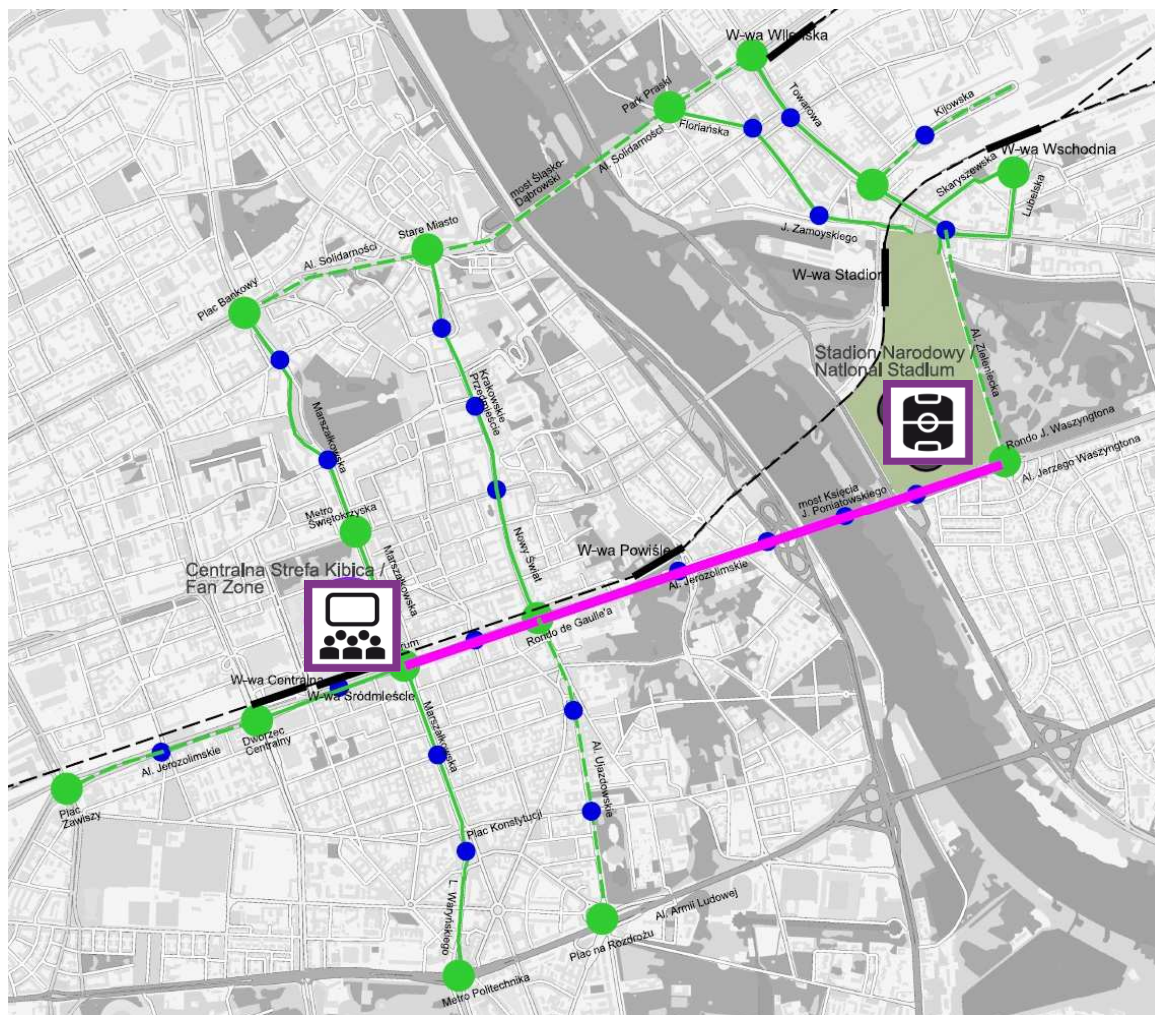 W-wa WIleńska
Park Praski
Towarowa
Kijowska
Floriańska
Al. Solidarności
W-wa Wschodnia
Skaryszewska
Lubelska
most Śląsko-
Dąbrowski
J. Zamoyskiego
Stare Miasto
Al. Solidarności
W-wa Stadion
Plac Bankowy
Stadion Narodowy /
National Stadium
Al. Zieleniecka
Krakowskie
Przedmieście
Marszałkowska
Rondo J. Waszyngtona
Al. Jerzego Waszyngtona
most Księcia
J. Poniatowskiego
Metro
Świętokrzyska
Nowy Świat
W-wa Powiśle
Marszałkowska
Centralna Strefa Kibica /
Fan Zone
Al. Jerozolimskie
Rondo de Gaulle'a
W-wa Centralna
W-wa Śródmieście
Dworzec
Centralny
Al. Jerozolimskie
Marszałkowska
Al. Ujazdowskie
Plac
Zawiszy
Plac Konstytucji
L. Waryńskiego
Al. Armii Ludowej
Plac na Rozdrożu
Metro Politechnika